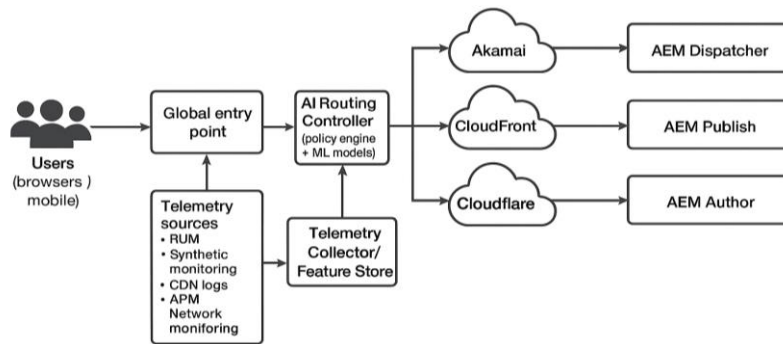 Users
(browsers )
mobile)
Global entry
point
Telemetry
sources
• RUM
• Synthetic
monitoring
• CDN logs
• APM
Network
moniforing
AI Routing
Controller
(policy engine
+ ML models)
Telemetry
Collector/
Feature Store
Akamai
CloudFront
Cloudflare
AEM Dispatcher
AEM Publish
AEM Author